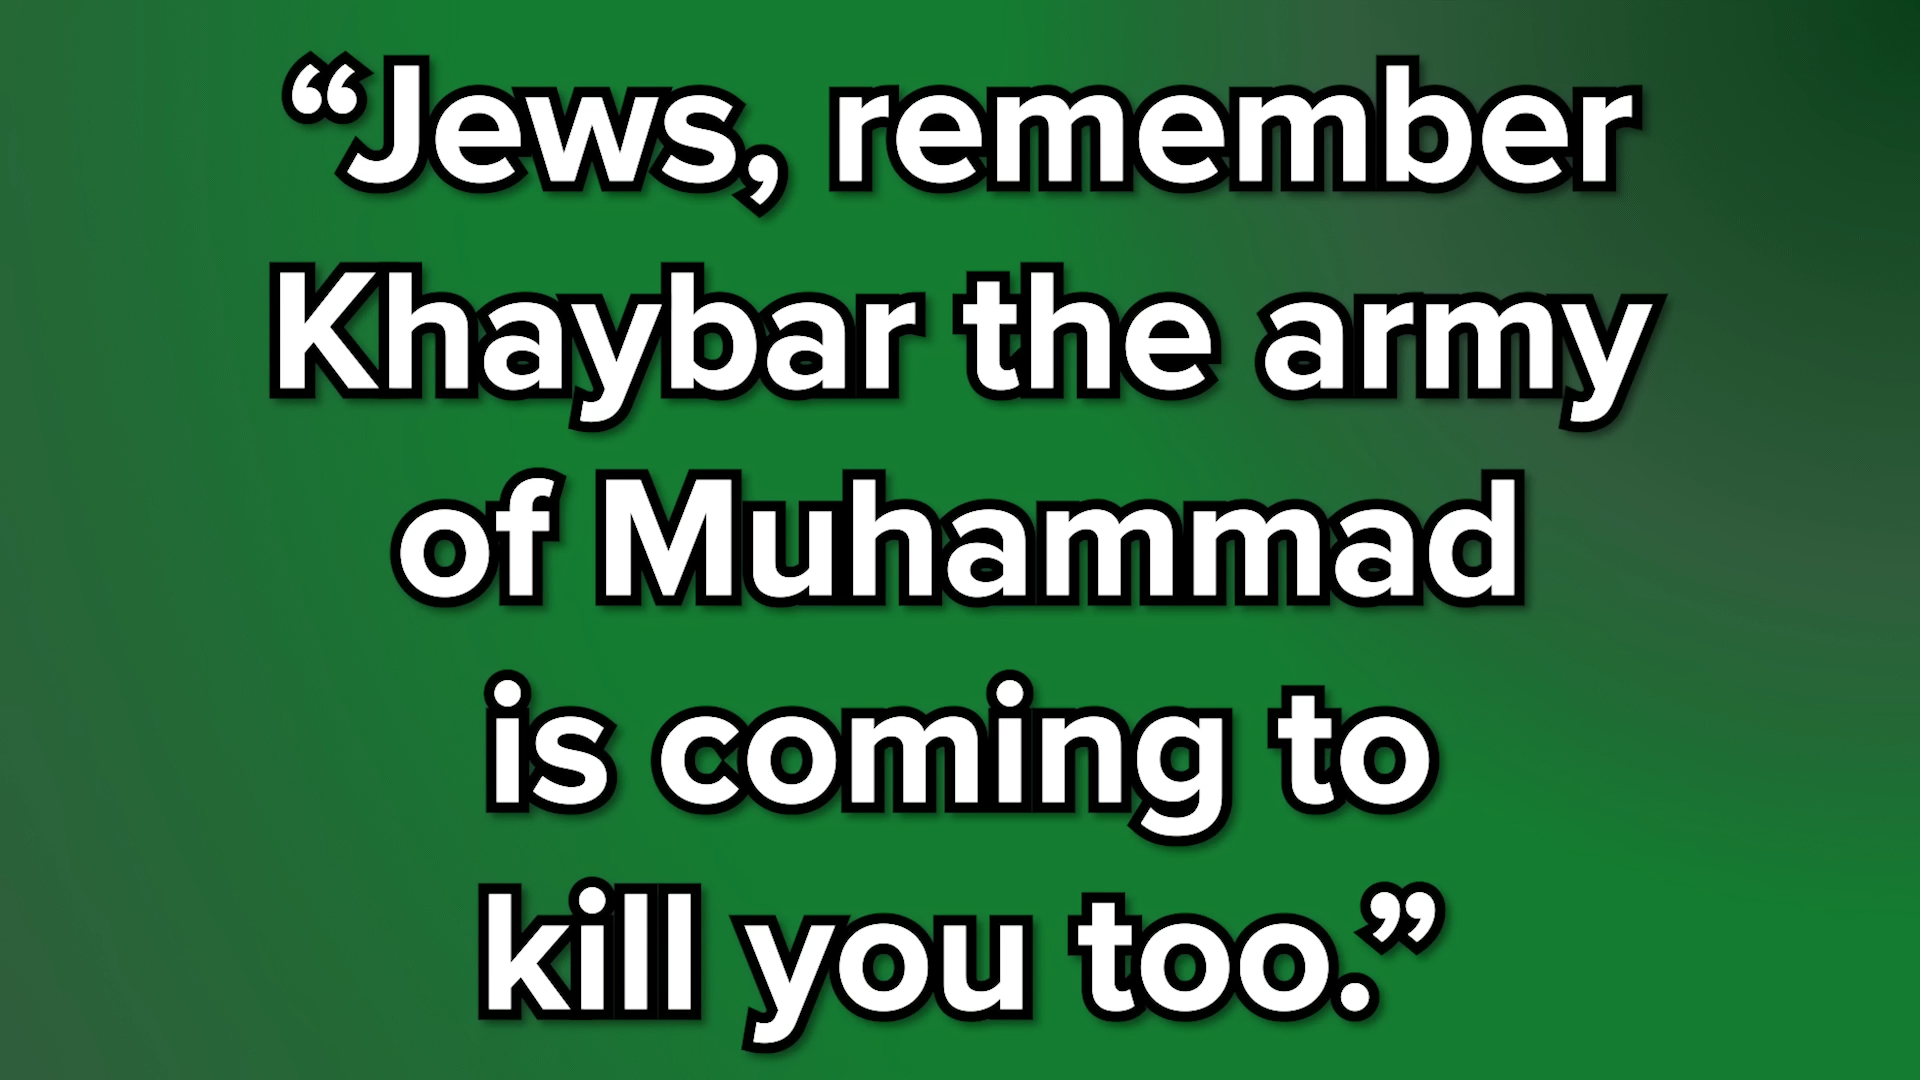 “Jews, remember
Khaybar the army
of Muhammad
is coming to
kill you too.”